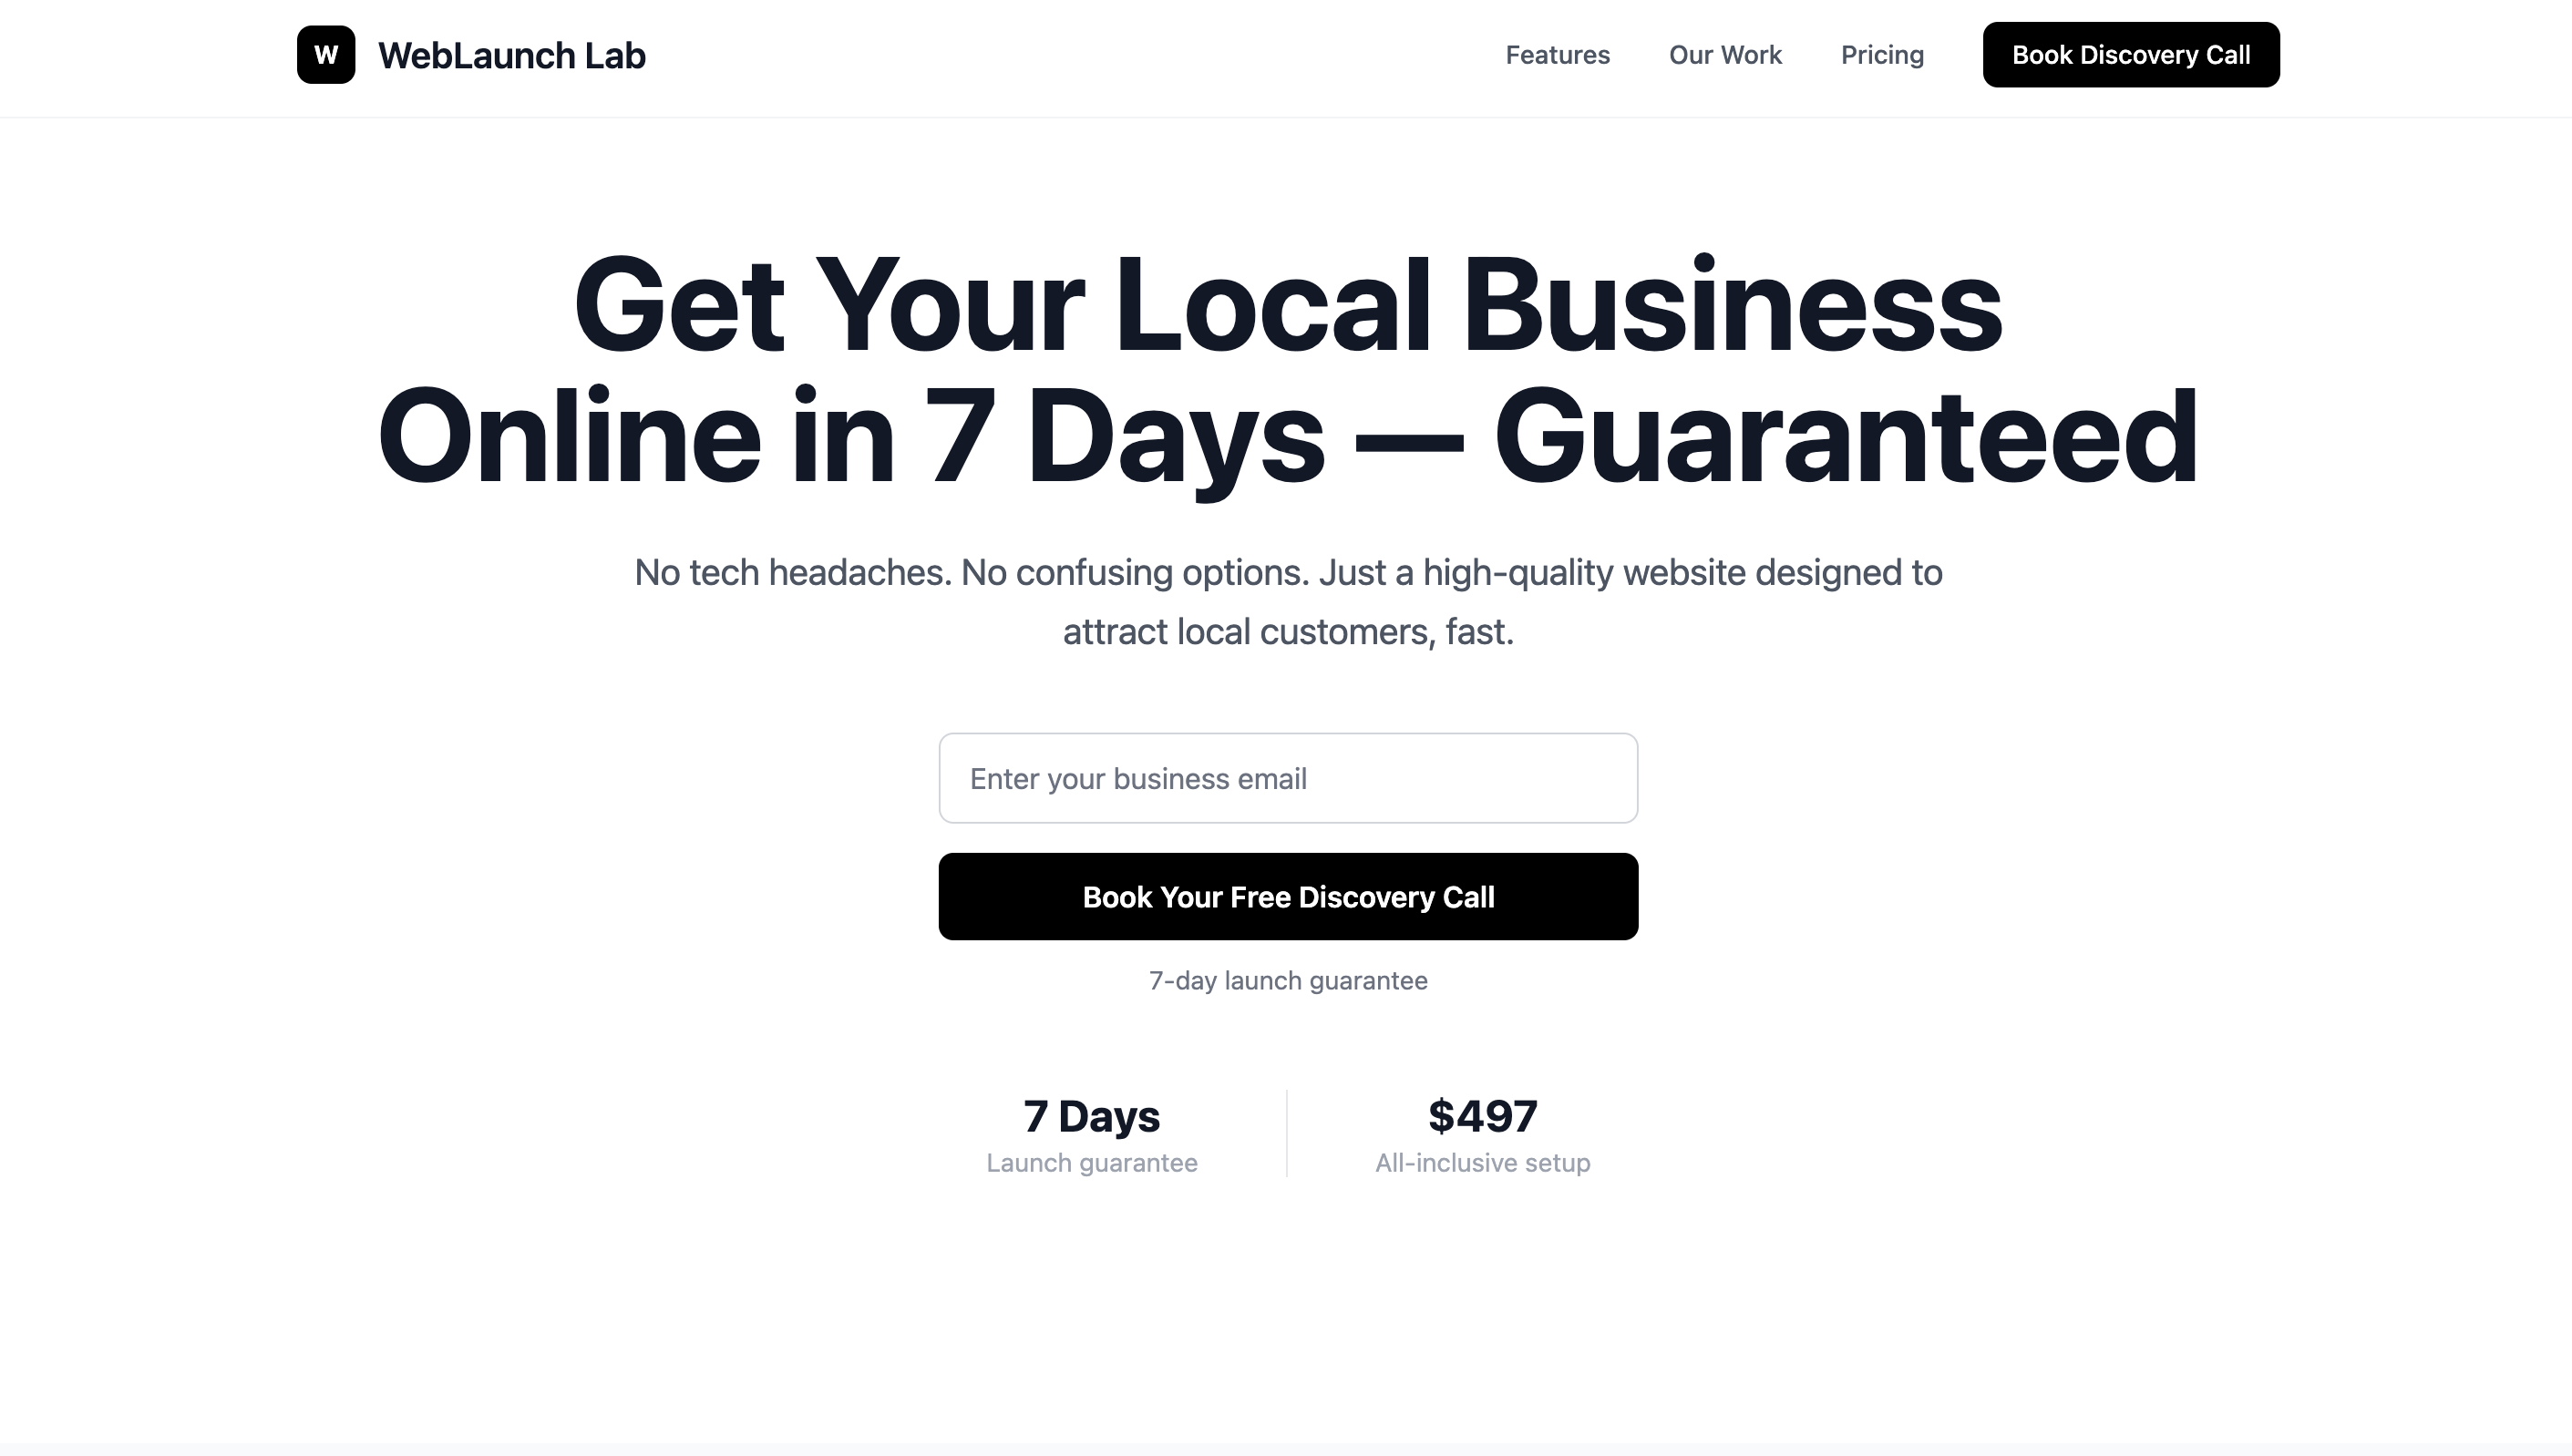 W
WebLaunch Lab
Features
Our Work
Pricing
Book Discovery Call
Get Your Local Business
Online in 7 Days — Guaranteed
No tech headaches. No confusing options. Just a high-quality website designed to
attract local customers, fast.
Enter your business email
Book Your Free Discovery Call
7-day launch guarantee
7 Days
Launch guarantee
$497
All-inclusive setup